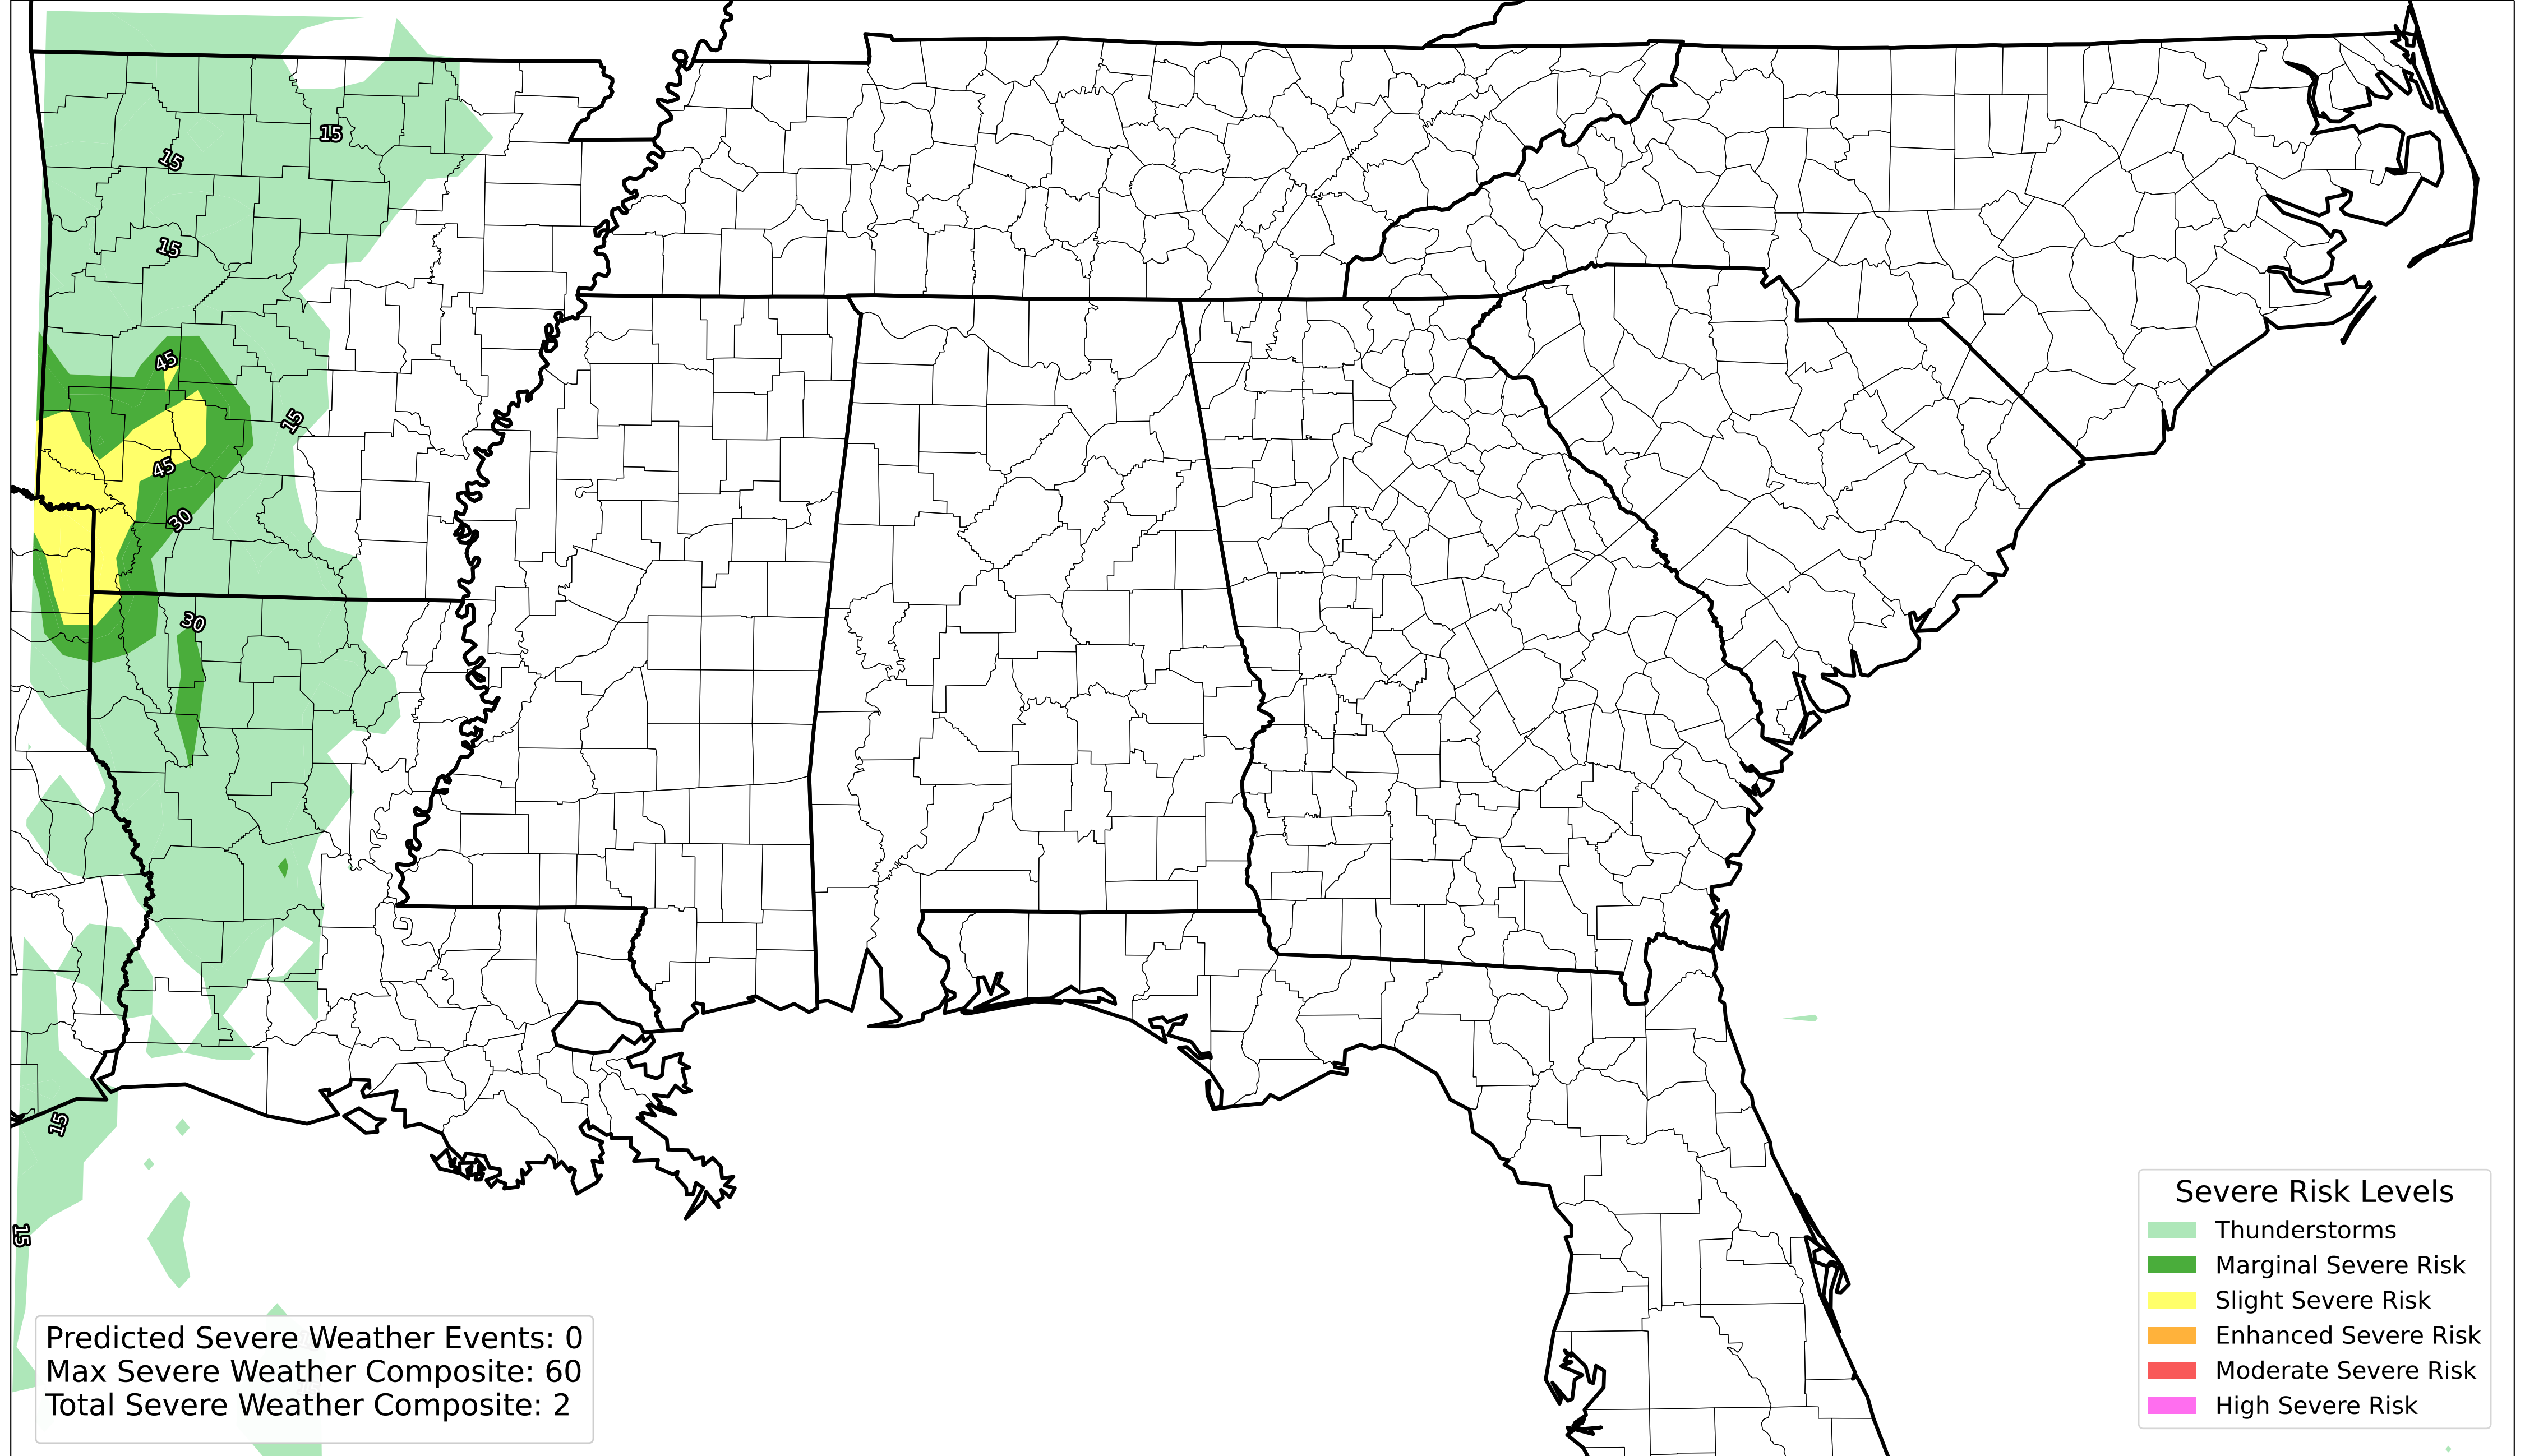 15
15
15
45
15
45
30
30
15
15
Predicted Severe Weather Events: 0
Max Severe Weather Composite: 60
Total Severe Weather Composite: 2
Severe Risk Levels
Thunderstorms
Marginal Severe Risk
Slight Severe Risk
Enhanced Severe Risk
Moderate Severe Risk
High Severe Risk